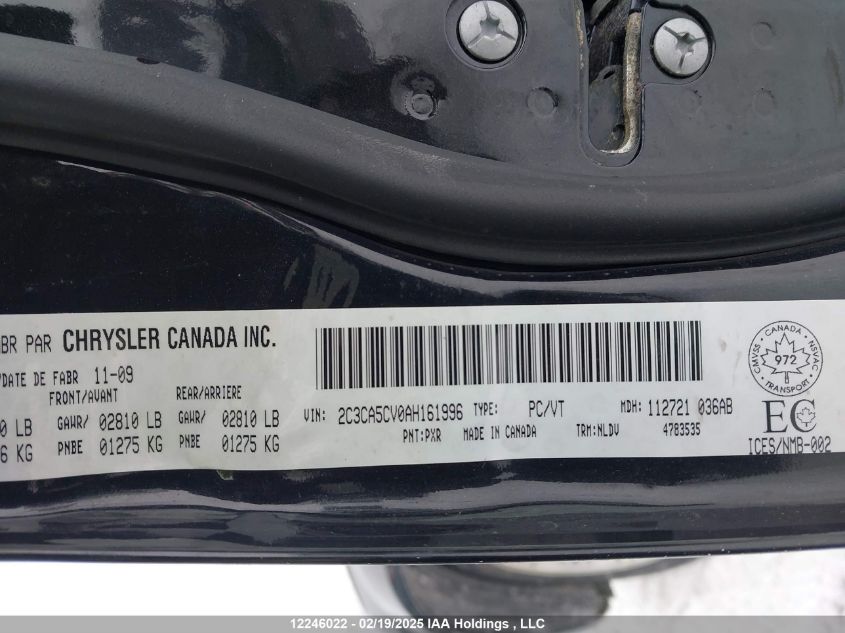 BR PAR CHRYSLER CANADA INC.
/DATE DE FABR 11-09
FRONT/AVANT REAR/ARRIERE
0 LB GAWR/ 02810 LB GAWR/ 02810 LB
6 KG PNBE 01275 KG PNBE 01275 KG
VIN: 2C3CA5CV0AH161996 TYPE: PC/VT MDH: 112721 036AB
PNT:PXR MADE IN CANADA TRM:NLDV 4783535
CANADA
CMVSS 972 NSVAC
TRANSPORT
EC
ICES/NMB-002
12246022 - 02/19/2025 IAA Holdings , LLC